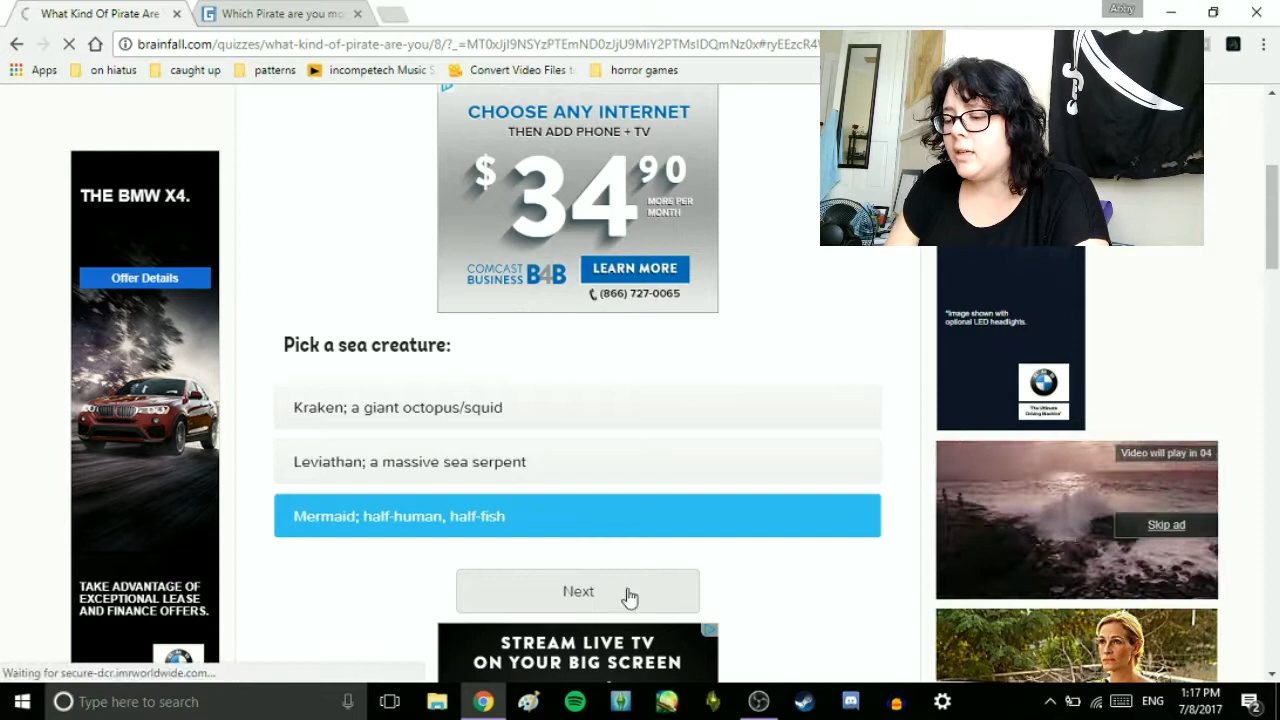 What Kind Of Pirate Are
Which Pirate are you mo
Abby
brainfall.com/quizzes/what-kind-of-pirate-are-you/8/?_=MT0xJjI9NSYzPTEmND0zJjU9MiY2PTMsIDQmNz0x#ryEEzcR4
Apps
on hiatus
caught up
patterns
incompetech Music S
Convert Video Files t
horror games
CHOOSE ANY INTERNET
THEN ADD PHONE + TV
$34.90
MORE PER
MONTH
COMCAST
BUSINESS
B4B
LEARN MORE
(866) 727-0065
THE BMW X4.
Offer Details
TAKE ADVANTAGE OF
EXCEPTIONAL LEASE
AND FINANCE OFFERS.
Pick a sea creature:
Kraken; a giant octopus/squid
Leviathan; a massive sea serpent
Mermaid; half-human, half-fish
Next
STREAM LIVE TV
ON YOUR BIG SCREEN
*Image shown with
optional LED headlights.
The Ultimate
Driving Machine®
Video will play in 04
Skip ad
Waiting for secure-dcr.imrworldwide.com...
Type here to search
ENG
1:17 PM
7/8/2017
2